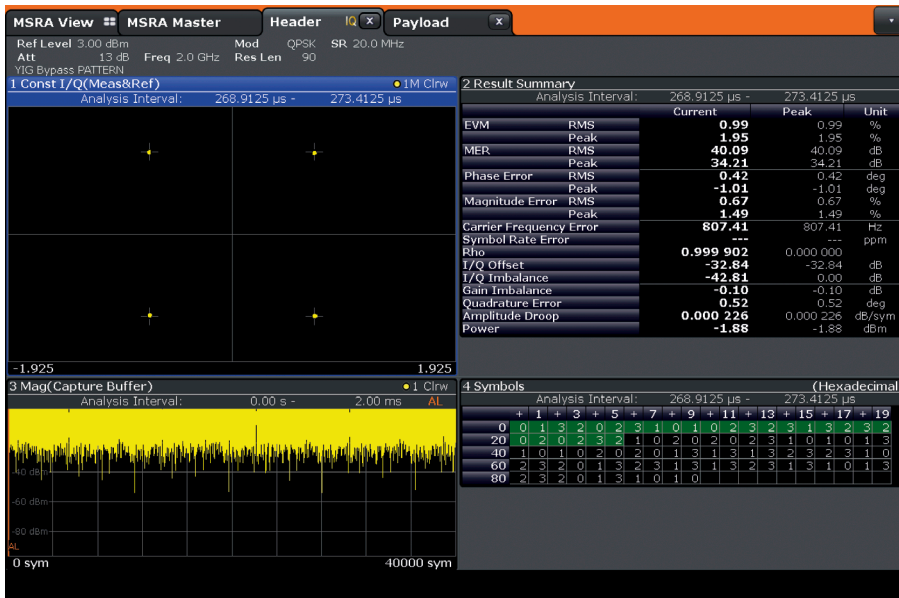 MSRA View MSRA Master Header IQ x Payload x
Ref Level 3.00 dBm Mod QPSK SR 20.0 MHz
Att 13 dB Freq 2.0 GHz Res Len 90
YIG Bypass PATTERN
1 Const I/Q(Meas&Ref) 1M Clrw
Analysis Interval: 268.9125 µs - 273.4125 µs
-1.925 1.925
2 Result Summary
Analysis Interval: 268.9125 µs - 273.4125 µs
Current Peak Unit
EVM RMS 0.99 0.99 %
Peak 1.95 1.95 %
MER RMS 40.09 40.09 dB
Peak 34.21 34.21 dB
Phase Error RMS 0.42 0.42 deg
Peak -1.01 -1.01 deg
Magnitude Error RMS 0.67 0.67 %
Peak 1.49 1.49 %
Carrier Frequency Error 807.41 807.41 Hz
Symbol Rate Error --- --- ppm
Rho 0.999 902 0.000 000
I/Q Offset -32.84 -32.84 dB
I/Q Imbalance -42.81 0.00 dB
Gain Imbalance -0.10 -0.10 dB
Quadrature Error 0.52 0.52 deg
Amplitude Droop 0.000 226 0.000 226 dB/sym
Power -1.88 -1.88 dBm
3 Mag(Capture Buffer) 1 Clrw
Analysis Interval: 0.00 s - 2.00 ms AL
-40 dBm
-60 dBm
-80 dBm
AL
0 sym 40000 sym
4 Symbols (Hexadecimal
Analysis Interval: 268.9125 µs - 273.4125 µs
+ 1 + 3 + 5 + 7 + 9 + 11 + 13 + 15 + 17 + 19
0 0 1 3 2 0 2 3 1 0 1 0 2 3 2 3 1 3 2 3 2
20 0 2 0 2 3 2 1 0 2 0 2 0 2 3 1 0 1 0 1 3
40 1 0 1 0 2 0 2 0 1 3 1 3 1 3 2 3 2 3 1 0
60 2 3 2 0 1 3 2 3 1 3 1 3 2 3 1 3 1 0 1 3
80 2 3 2 0 1 3 1 0 1 0